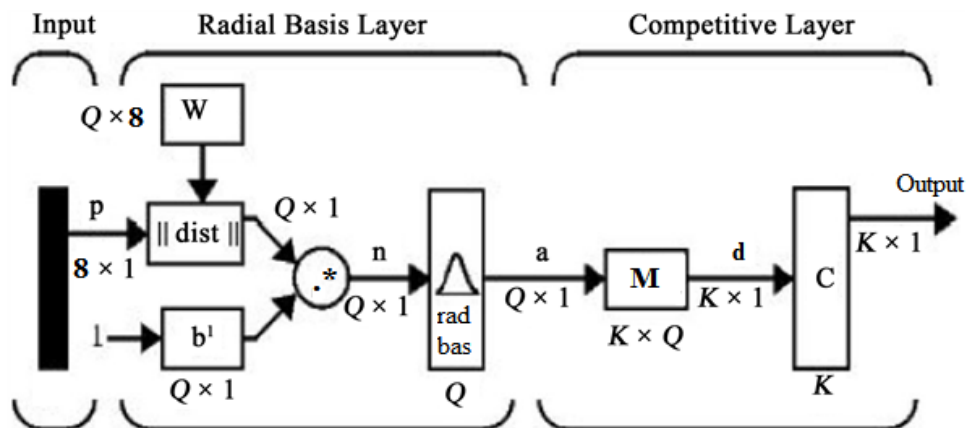 Input
Radial Basis Layer
Competitive Layer
Q × 8
W
p
8 × 1
|| dist ||
Q × 1
1
b¹
Q × 1
.*
n
Q × 1
rad
bas
Q
a
Q × 1
M
K × Q
d
K × 1
C
K
Output
K × 1